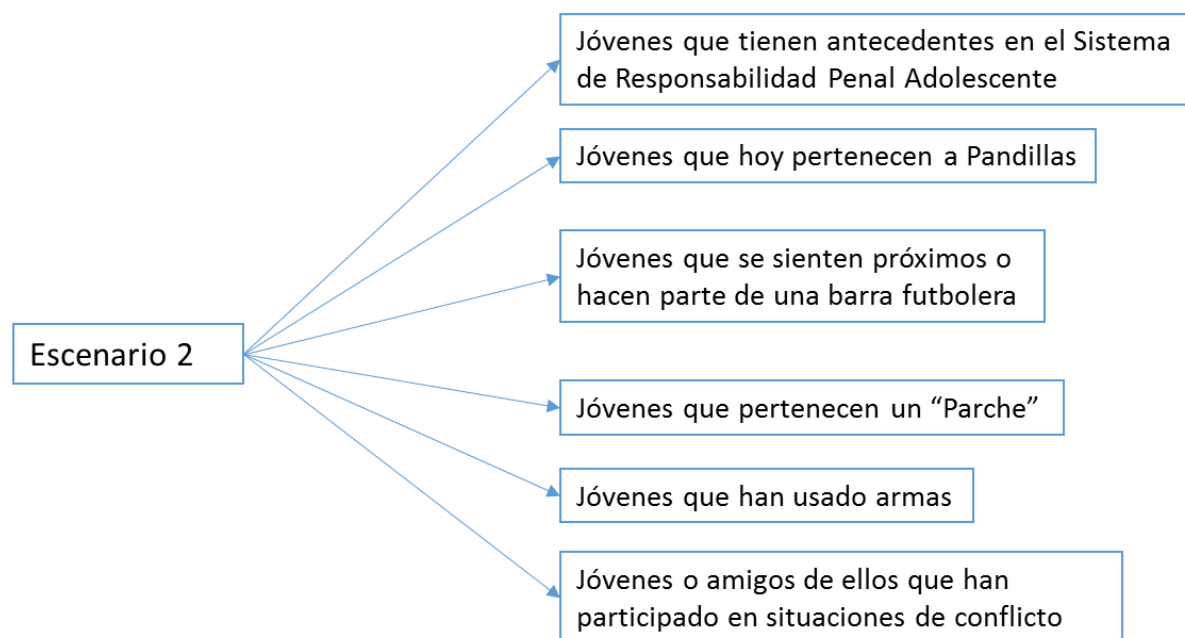 Jóvenes que tienen antecedentes en el Sistema
de Responsabilidad Penal Adolescente
Jóvenes que hoy pertenecen a Pandillas
Jóvenes que se sienten próximos o
hacen parte de una barra futbolera
Escenario 2
Jóvenes que pertenecen un “Parche”
Jóvenes que han usado armas
Jóvenes o amigos de ellos que han
participado en situaciones de conflicto